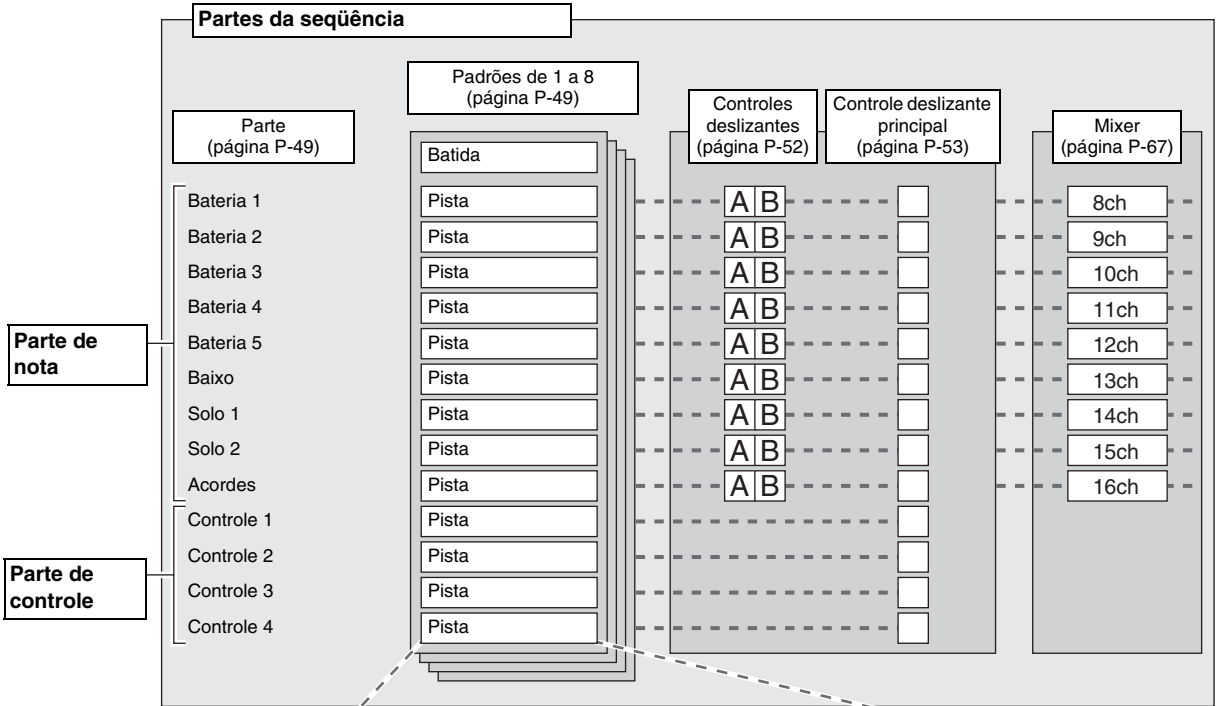 Partes da seqüência
Padrões de 1 a 8
(página P-49)
Parte
(página P-49)
Controles
deslizantes
(página P-52)
Controle deslizante
principal
(página P-53)
Mixer
(página P-67)
Batida
Bateria 1 Pista A B 8ch
Bateria 2 Pista A B 9ch
Bateria 3 Pista A B 10ch
Bateria 4 Pista A B 11ch
Bateria 5 Pista A B 12ch
Baixo Pista A B 13ch
Solo 1 Pista A B 14ch
Solo 2 Pista A B 15ch
Acordes Pista A B 16ch
Parte de
nota
Controle 1 Pista
Controle 2 Pista
Controle 3 Pista
Controle 4 Pista
Parte de
controle